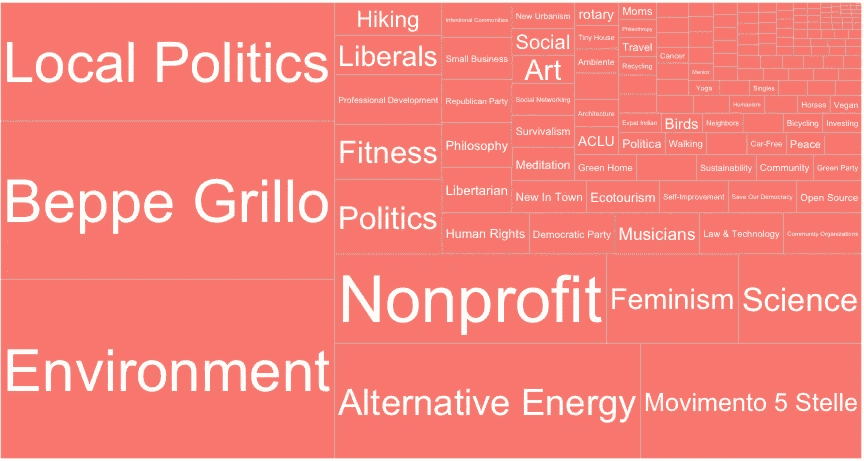 Local Politics
Beppe Grillo
Environment
Hiking
Liberals
Professional Development
Fitness
Politics
Intentional Communities
Small Business
Republican Party
Philosophy
Libertarian
New Urbanism
Social
Art
Social Networking
Survivalism
Meditation
New In Town
rotary
Tiny House
Ambiente
Architecture
ACLU
Green Home
Ecotourism
Moms
Philanthropy
Travel
Recycling
Expat Indian
Politica
Cancer
Mentor
Yoga
Singles
Humanism
Horses
Vegan
Birds
Neighbors
Bicycling
Investing
Walking
Car-Free
Peace
Sustainability
Community
Green Party
Self-Improvement
Save Our Democracy
Open Source
Human Rights
Democratic Party
Musicians
Law & Technology
Community Organizations
Nonprofit
Feminism
Science
Alternative Energy
Movimento 5 Stelle